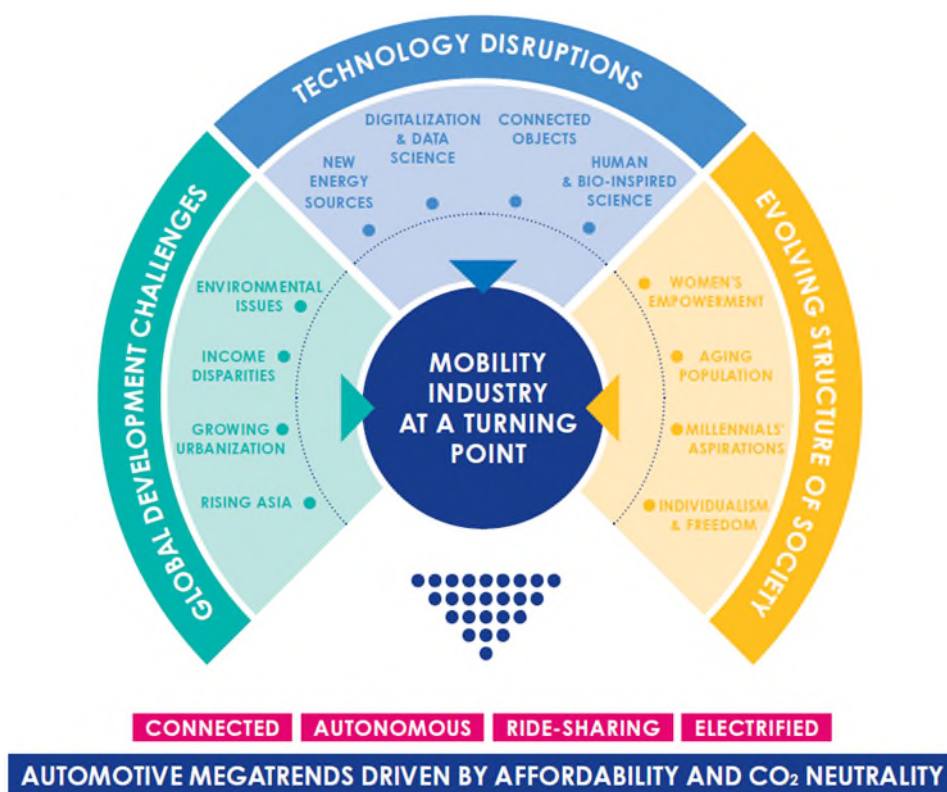 TECHNOLOGY DISRUPTIONS
DIGITALIZATION
& DATA
SCIENCE
CONNECTED
OBJECTS
NEW
ENERGY
SOURCES
HUMAN
& BIO-INSPIRED
SCIENCE
GLOBAL DEVELOPMENT CHALLENGES
ENVIRONMENTAL
ISSUES
INCOME
DISPARITIES
GROWING
URBANIZATION
RISING ASIA
MOBILITY
INDUSTRY
AT A TURNING
POINT
EVOLVING STRUCTURE OF SOCIETY
WOMEN'S
EMPOWERMENT
AGING
POPULATION
MILLENNIALS'
ASPIRATIONS
INDIVIDUALISM
& FREEDOM
CONNECTED AUTONOMOUS RIDE-SHARING ELECTRIFIED
AUTOMOTIVE MEGATRENDS DRIVEN BY AFFORDABILITY AND CO₂ NEUTRALITY